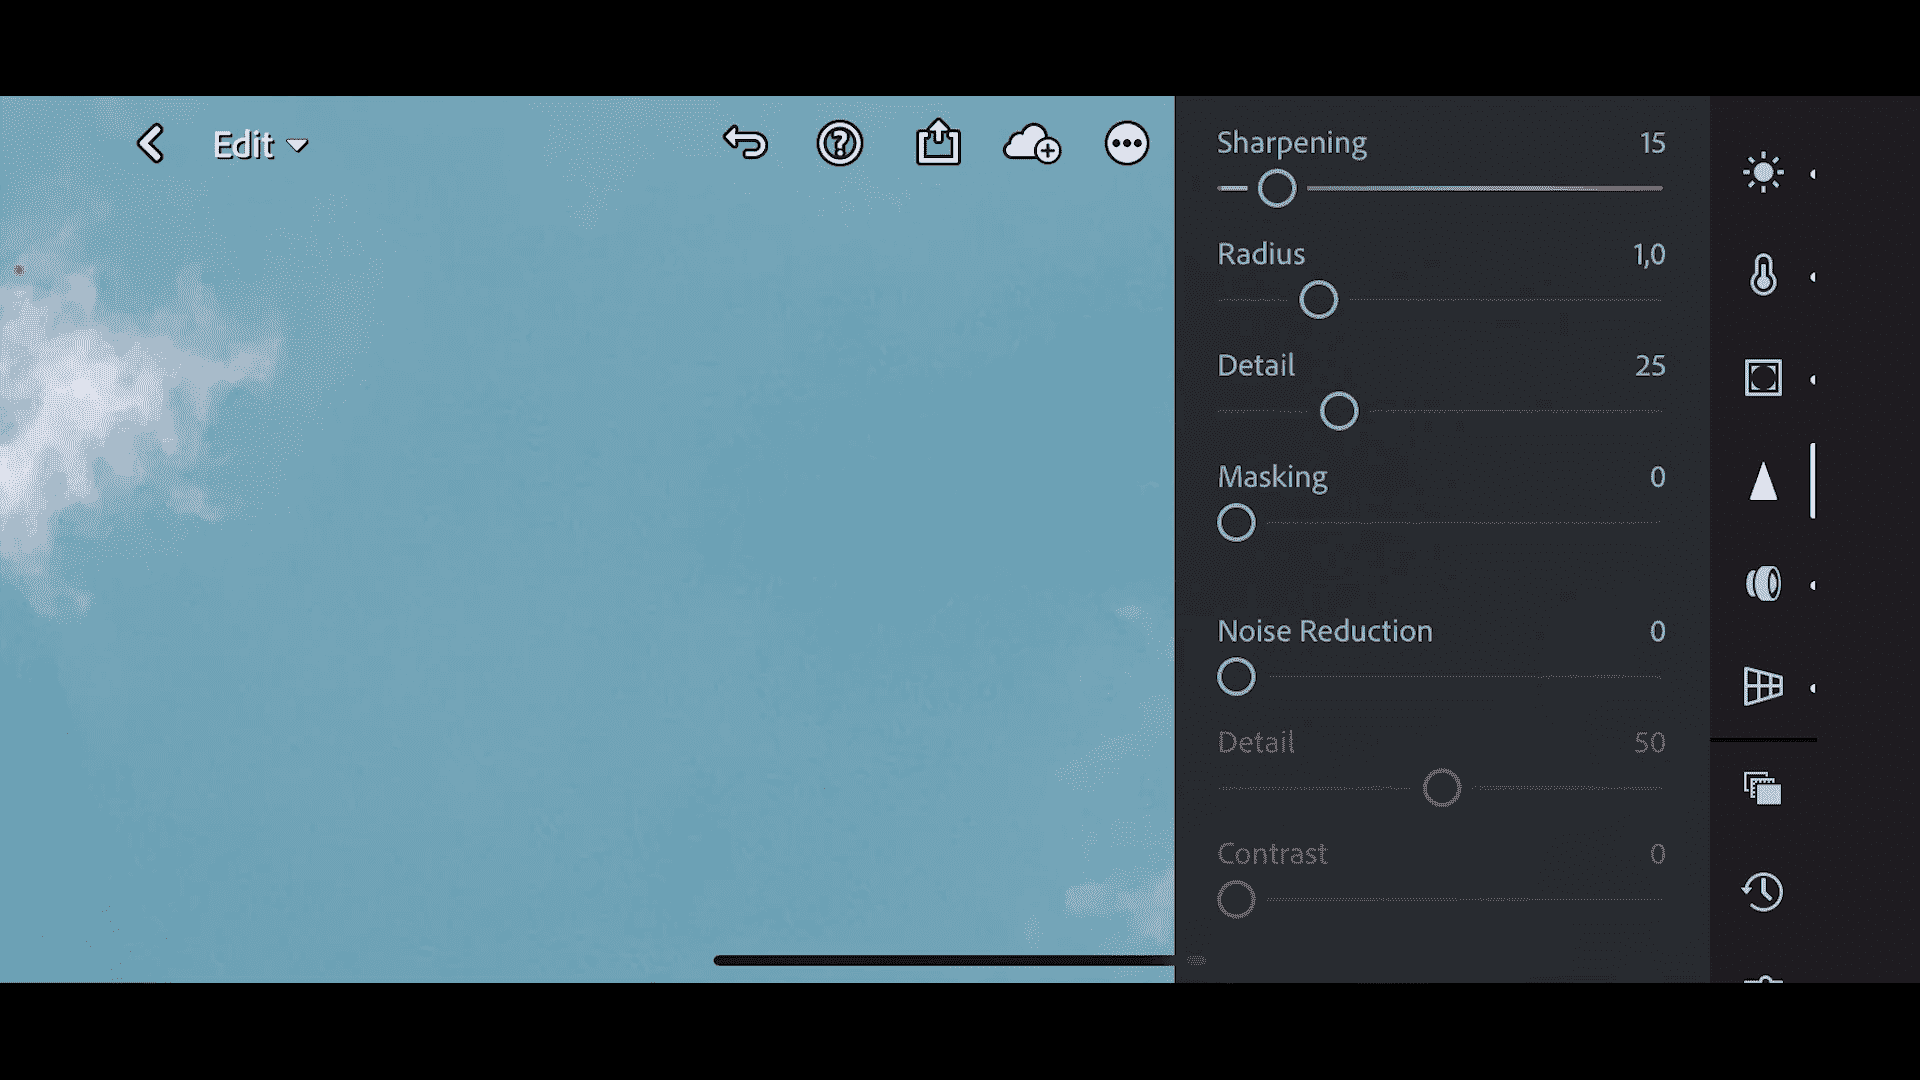 Edit
Sharpening 15
Radius 1,0
Detail 25
Masking 0
Noise Reduction 0
Detail 50
Contrast 0